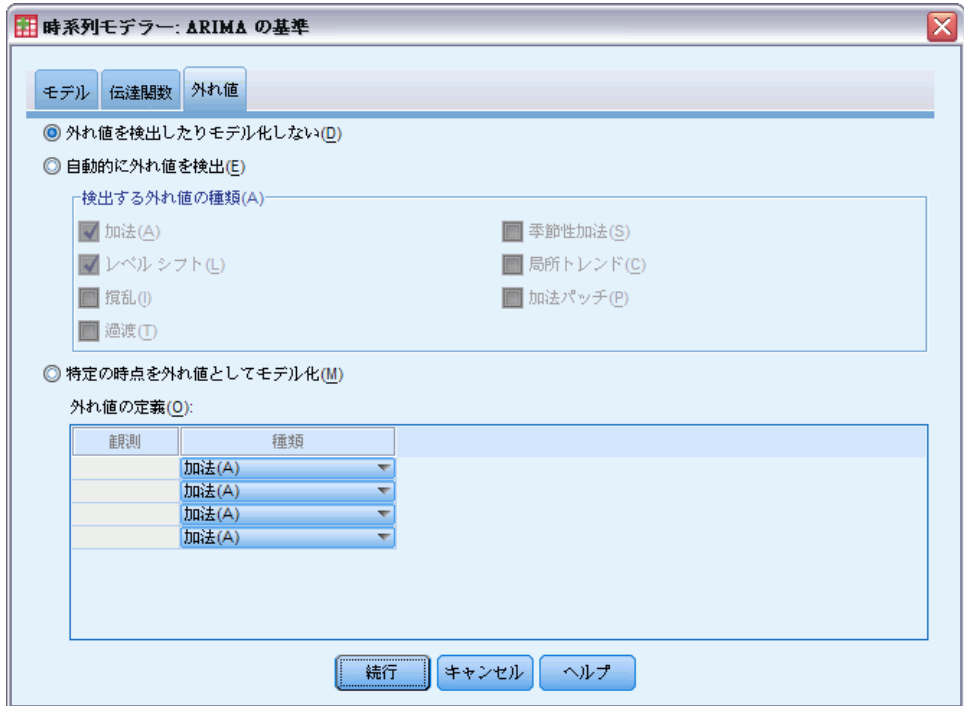 時系列モデラー: ARIMA の基準
モデル 伝達関数 外れ値
外れ値を検出したりモデル化しない(D)
自動的に外れ値を検出(E)
検出する外れ値の種類(A)
加法(A) 季節性加法(S)
レベル シフト(L) 局所トレンド(C)
撹乱(I) 加法パッチ(P)
過渡(T)
特定の時点を外れ値としてモデル化(M)
外れ値の定義(O):
観測 種類
加法(A)
加法(A)
加法(A)
加法(A)
続行 キャンセル ヘルプ